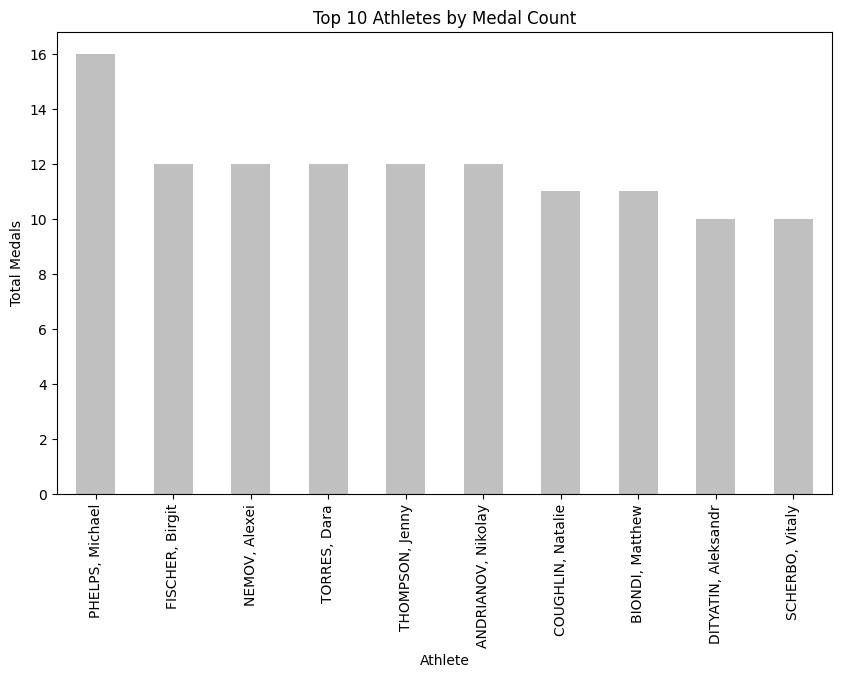 Top 10 Athletes by Medal Count
Total Medals
16
14
12
10
8
6
4
2
0
PHELPS, Michael
FISCHER, Birgit
NEMOV, Alexei
TORRES, Dara
THOMPSON, Jenny
ANDRIANOV, Nikolay
COUGHLIN, Natalie
BIONDI, Matthew
DITYATIN, Aleksandr
SCHERBO, Vitaly
Athlete